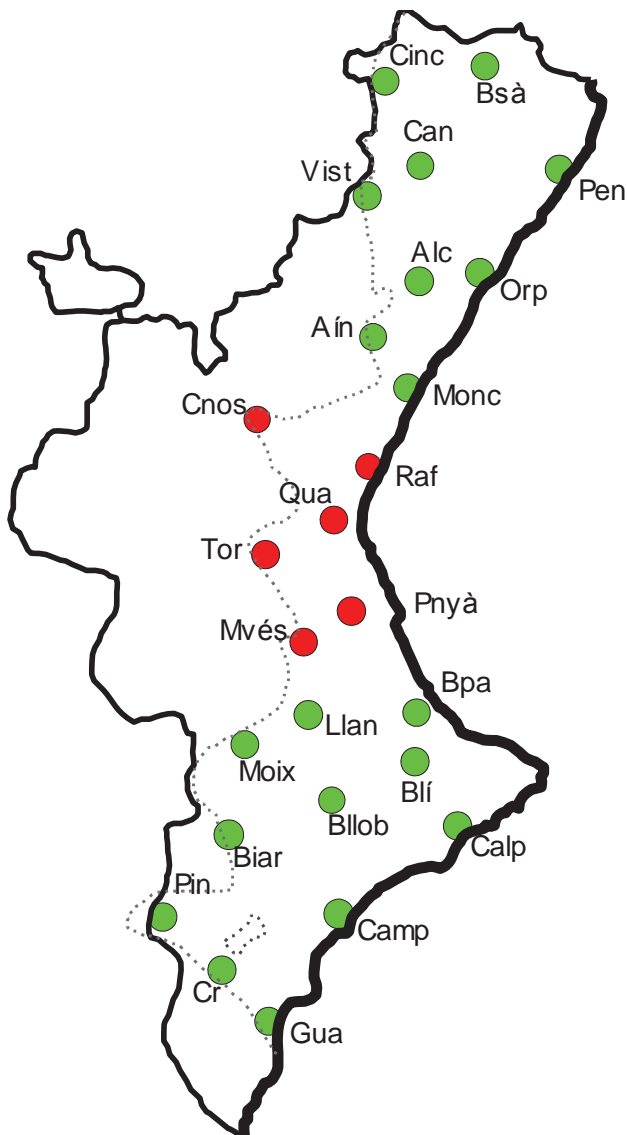 Cinc
Bsà
Can
Vist
Pen
Alc
Orp
Aín
Monc
Cnos
Raf
Qua
Tor
Pnyà
Mvés
Bpa
Llan
Moix
Blí
Bllob
Calp
Biar
Pin
Camp
Cr
Gua